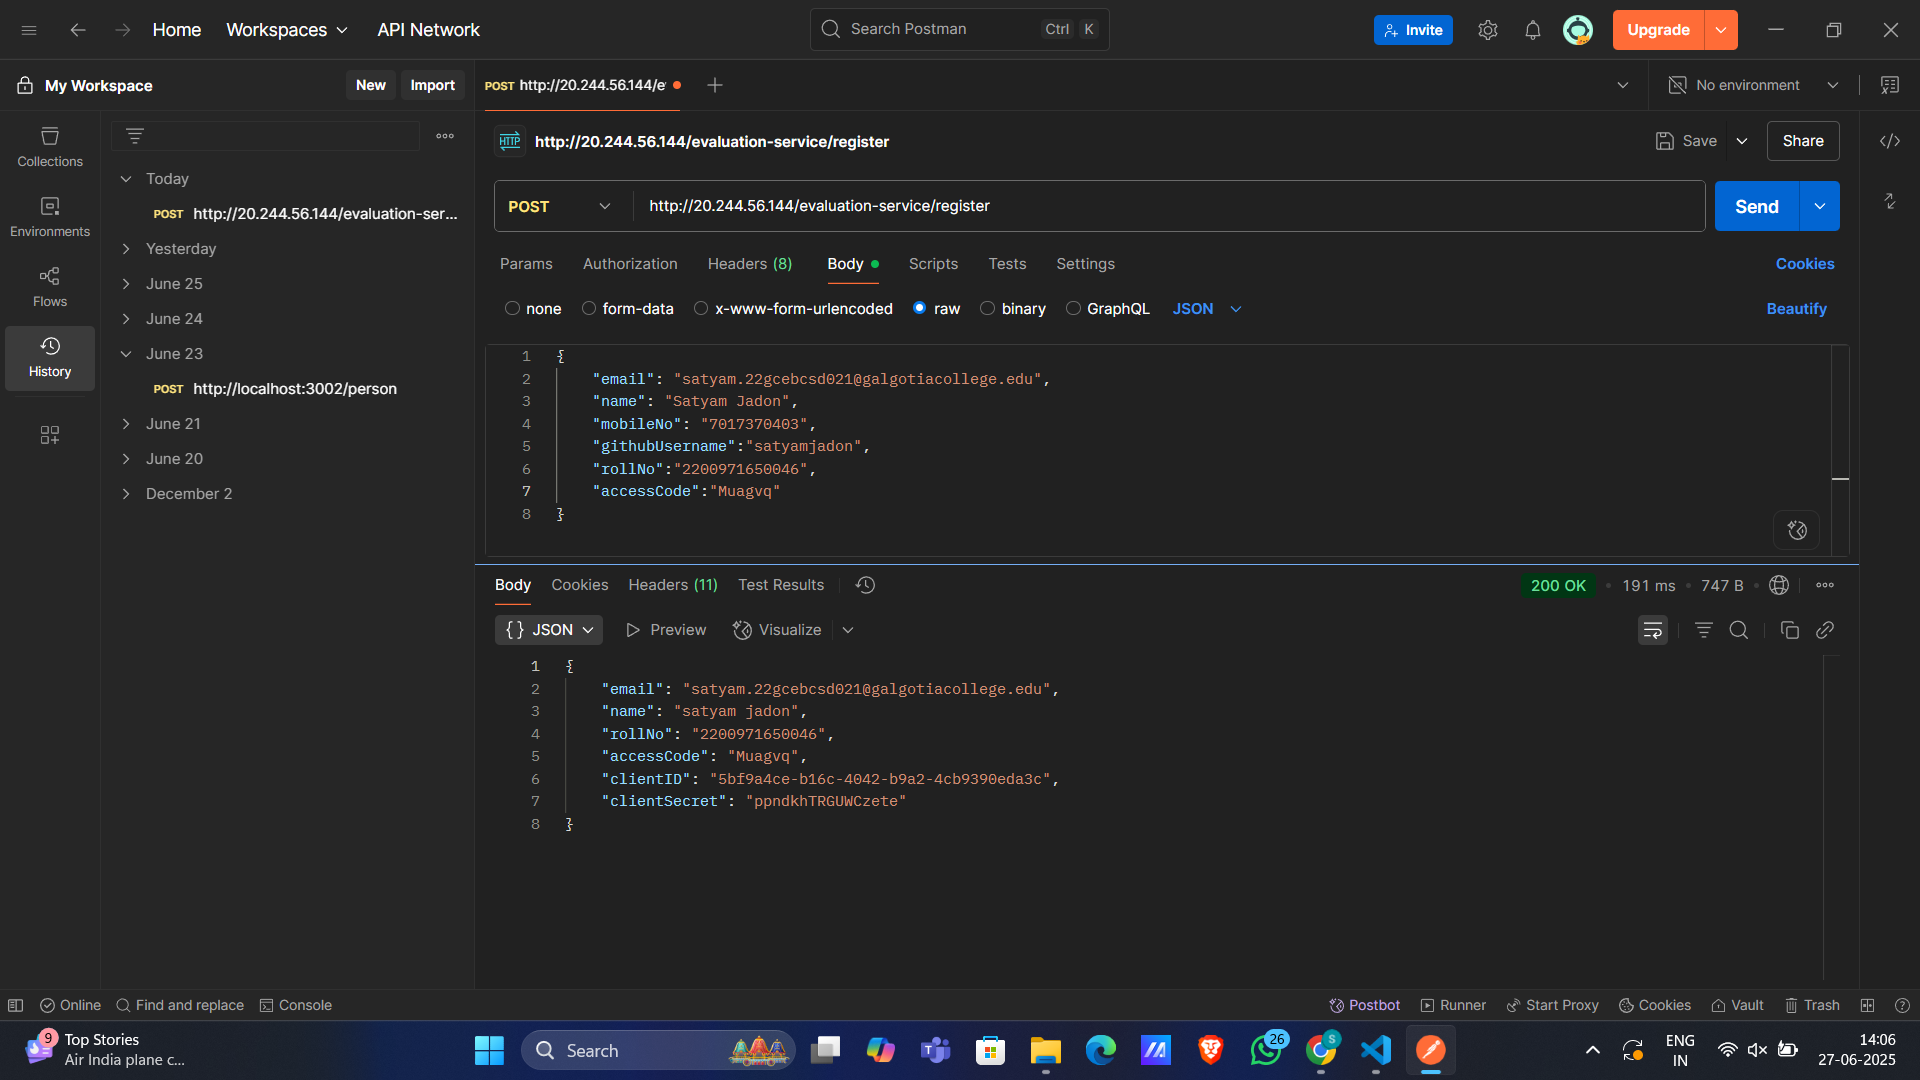 Home
Workspaces
API Network
Search Postman
Ctrl K
Invite
Upgrade
My Workspace
New
Import
POST http://20.244.56.144/e
No environment
Collections
Environments
Flows
History
Today
POST http://20.244.56.144/evaluation-ser...
Yesterday
June 25
June 24
June 23
POST http://localhost:3002/person
June 21
June 20
December 2
HTTP http://20.244.56.144/evaluation-service/register
Save
Share
POST
http://20.244.56.144/evaluation-service/register
Send
Params Authorization Headers (8) Body Scripts Tests Settings
Cookies
none form-data x-www-form-urlencoded raw binary GraphQL JSON
Beautify
1 {
2 "email": "satyam.22gcebcsd021@galgotiacollege.edu",
3 "name": "Satyam Jadon",
4 "mobileNo": "7017370403",
5 "githubUsername":"satyamjadon",
6 "rollNo":"2200971650046",
7 "accessCode":"Muagvq"
8 }
Body Cookies Headers (11) Test Results
200 OK • 191 ms • 747 B
{} JSON
Preview
Visualize
1 {
2 "email": "satyam.22gcebcsd021@galgotiacollege.edu",
3 "name": "satyam jadon",
4 "rollNo": "2200971650046",
5 "accessCode": "Muagvq",
6 "clientID": "5bf9a4ce-b16c-4042-b9a2-4cb9390eda3c",
7 "clientSecret": "ppndkhTRGUWCzete"
8 }
Online
Find and replace
Console
Postbot
Runner
Start Proxy
Cookies
Vault
Trash
9
Top Stories
Air India plane c...
Search
26
S
ENG
IN
14:06
27-06-2025